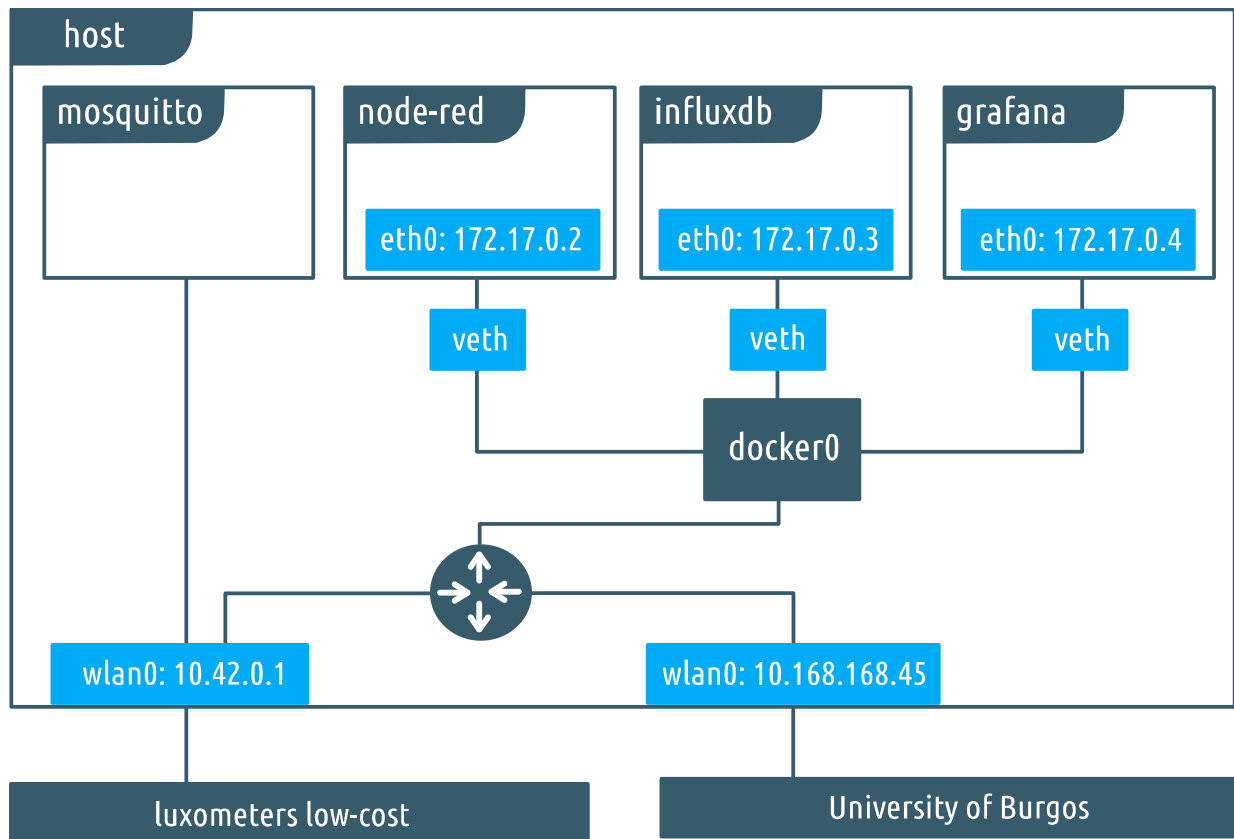 host
mosquitto
node-red
influxdb
grafana
eth0: 172.17.0.2
eth0: 172.17.0.3
eth0: 172.17.0.4
veth
veth
veth
docker0
wlan0: 10.42.0.1
wlan0: 10.168.168.45
luxometers low-cost
University of Burgos